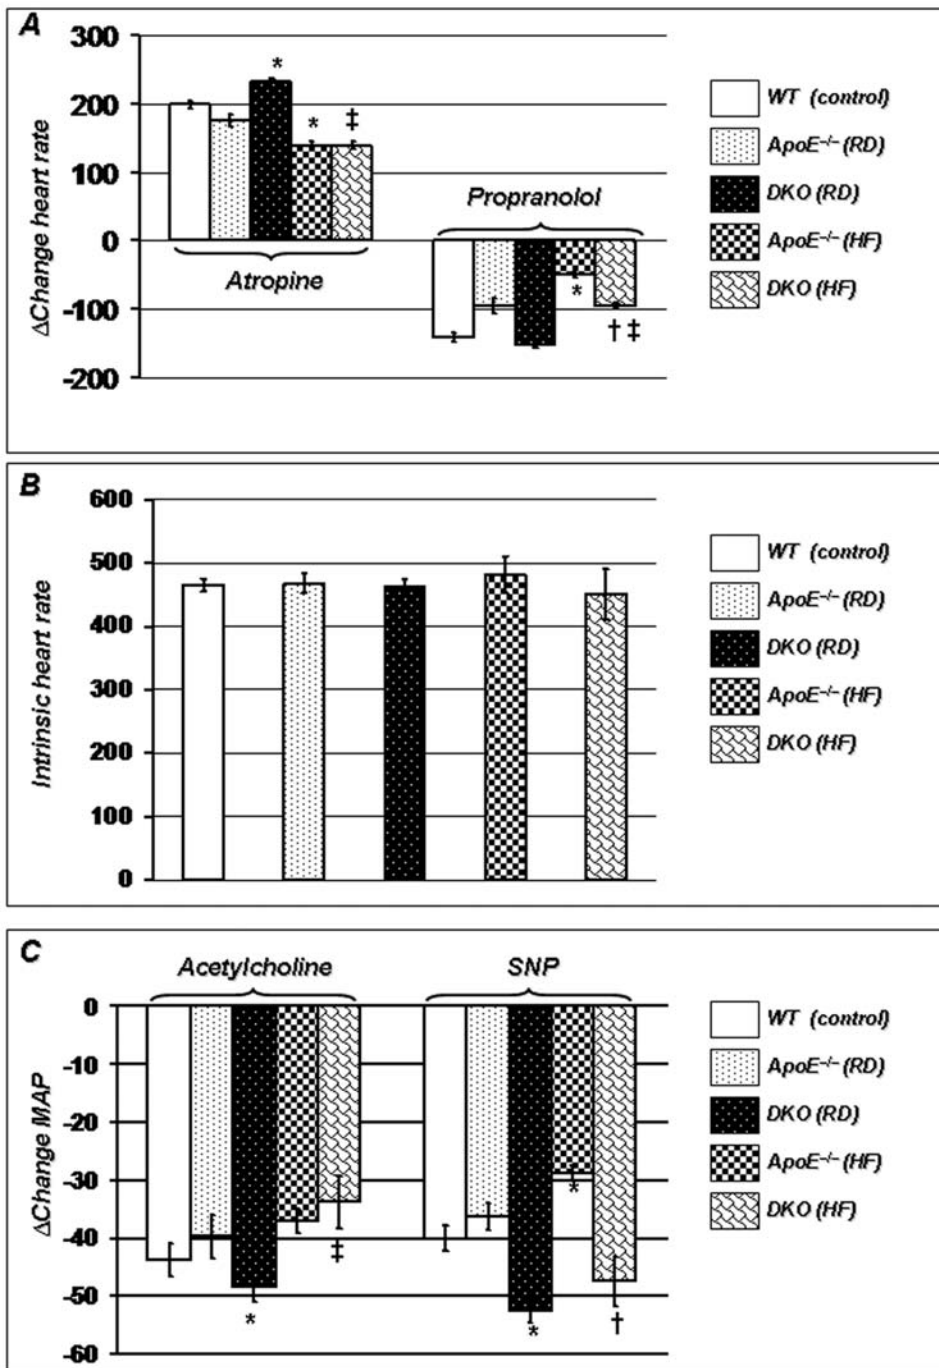 A
ΔChange heart rate
300
200
100
0
-100
-200
*
*
‡
Atropine
Propranolol
*
† ‡
WT (control)
ApoE⁻/⁻ (RD)
DKO (RD)
ApoE⁻/⁻ (HF)
DKO (HF)
B
Intrinsic heart rate
600
500
400
300
200
100
0
WT (control)
ApoE⁻/⁻ (RD)
DKO (RD)
ApoE⁻/⁻ (HF)
DKO (HF)
C
Acetylcholine
SNP
ΔChange MAP
0
-10
-20
-30
-40
-50
-60
*
‡
*
*
†
WT (control)
ApoE⁻/⁻ (RD)
DKO (RD)
ApoE⁻/⁻ (HF)
DKO (HF)